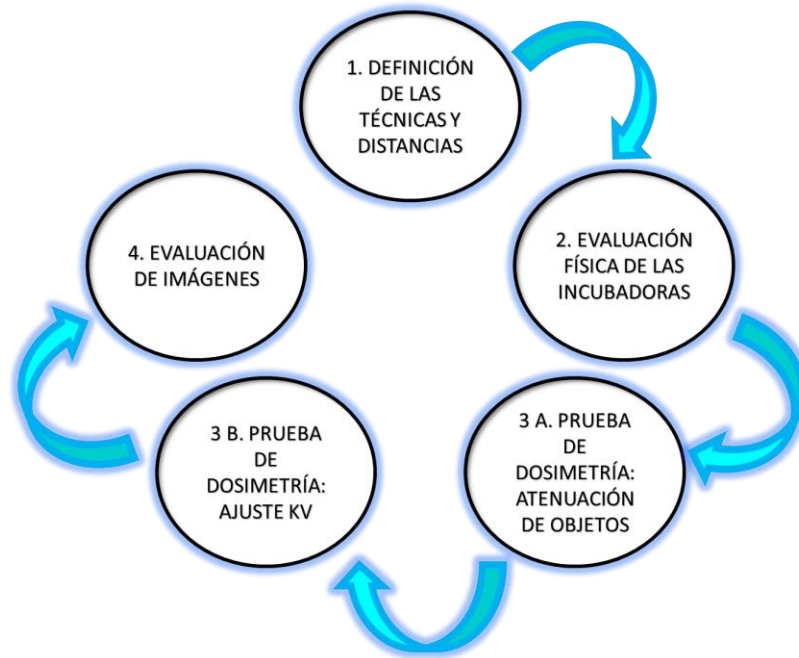 1. DEFINICIÓN
DE LAS
TÉCNICAS Y
DISTANCIAS
2. EVALUACIÓN
FÍSICA DE LAS
INCUBADORAS
3 A. PRUEBA
DE
DOSIMETRÍA:
ATENUACIÓN
DE OBJETOS
3 B. PRUEBA
DE
DOSIMETRÍA:
AJUSTE KV
4. EVALUACIÓN
DE IMÁGENES